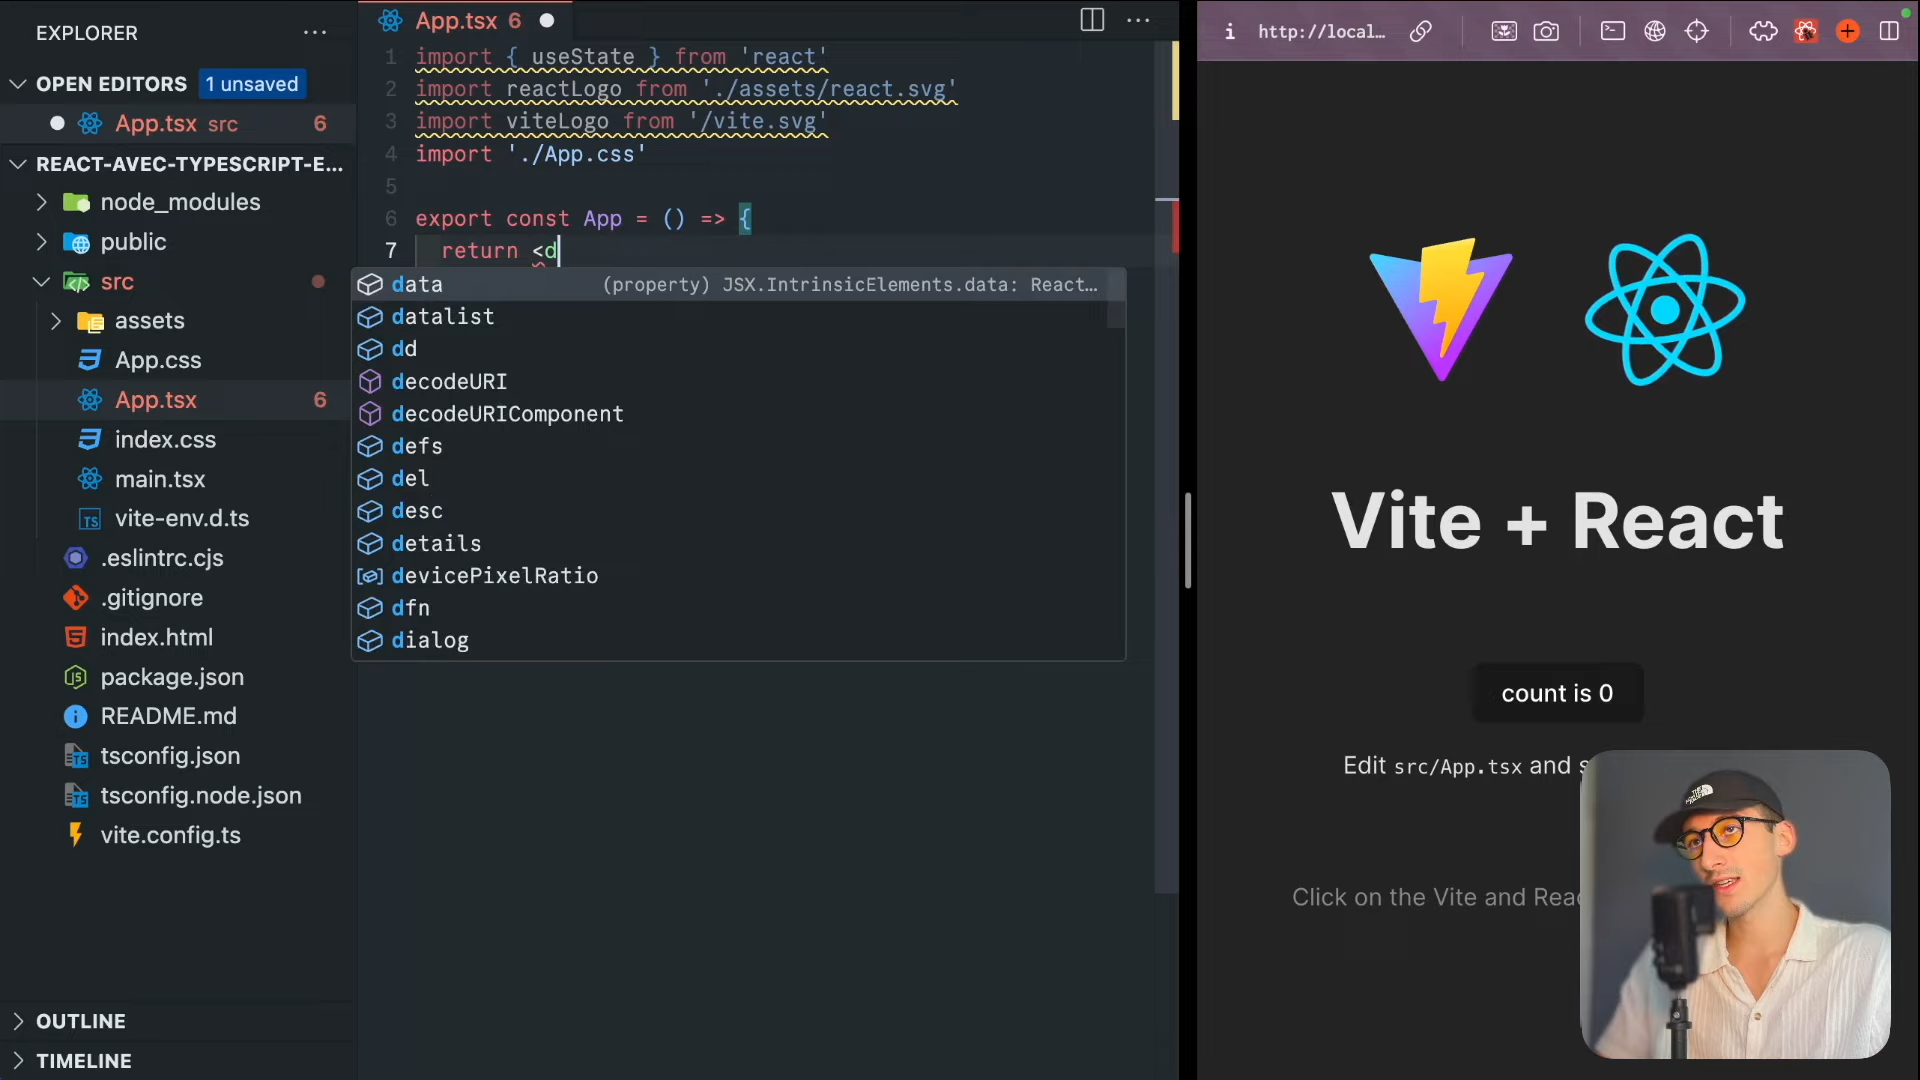 EXPLORER
OPEN EDITORS 1 unsaved
App.tsx src 6
REACT-AVEC-TYPESCRIPT-E...
node_modules
public
src
assets
App.css
App.tsx 6
index.css
main.tsx
vite-env.d.ts
.eslintrc.cjs
.gitignore
index.html
package.json
README.md
tsconfig.json
tsconfig.node.json
vite.config.ts
OUTLINE
TIMELINE
App.tsx 6
1 import { useState } from 'react'
2 import reactLogo from './assets/react.svg'
3 import viteLogo from '/vite.svg'
4 import './App.css'
5
6 export const App = () => {
7 return <d
data (property) JSX.IntrinsicElements.data: React…
datalist
dd
decodeURI
decodeURIComponent
defs
del
desc
details
devicePixelRatio
dfn
dialog
http://local...
Vite + React
count is 0
Edit src/App.tsx and s
Click on the Vite and Reac
THE NORTH FACE